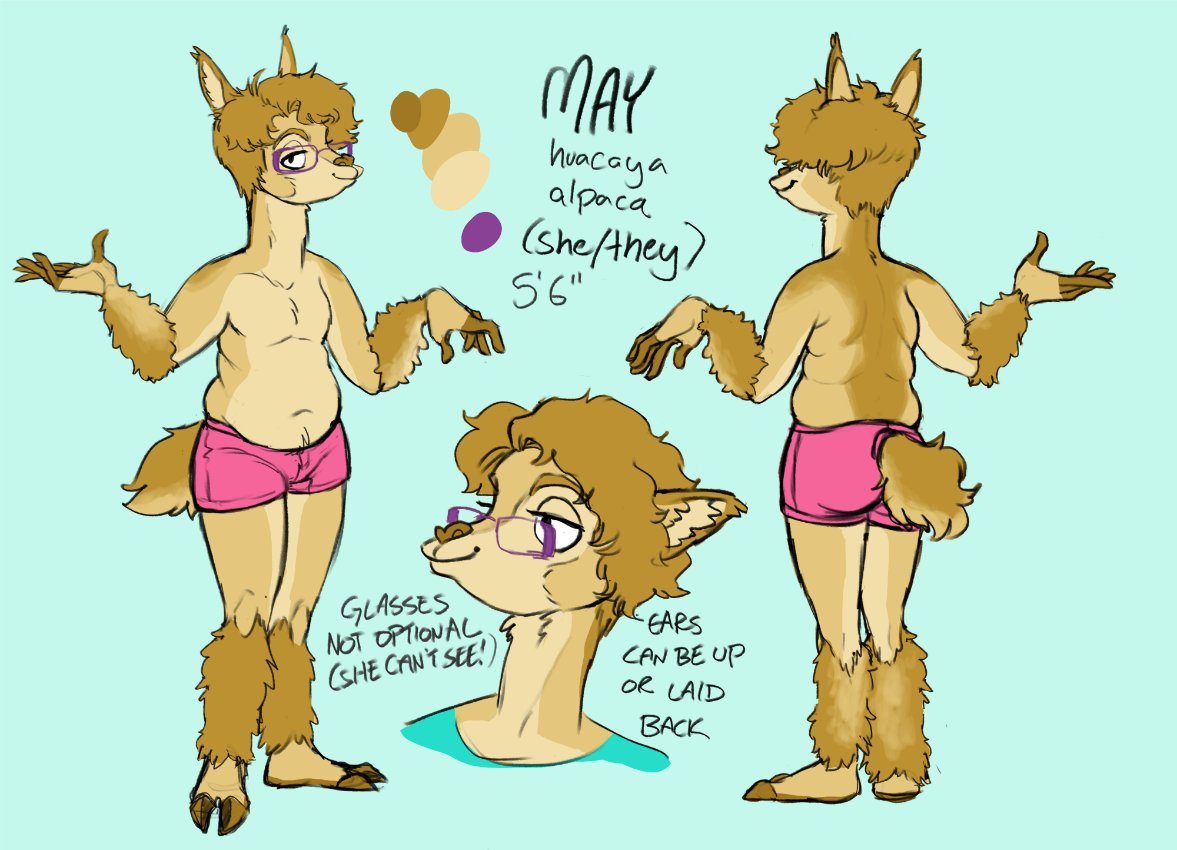 MAY
huacaya
alpaca
(she/they)
5'6"
GLASSES
NOT OPTIONAL
(SHE CAN'T SEE!)
EARS
CAN BE UP
OR LAID
BACK